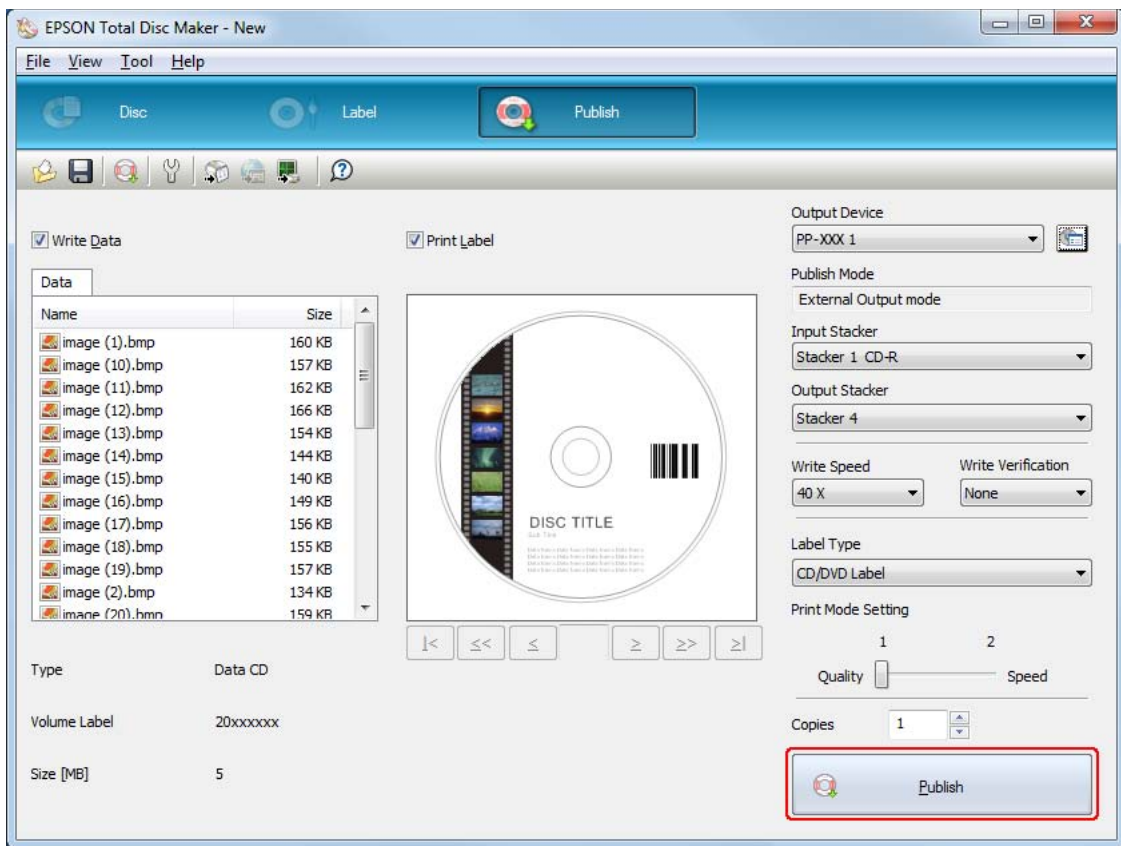 EPSON Total Disc Maker - New
File View Tool Help
Disc Label Publish
Write Data
Data
Name Size
image (1).bmp 160 KB
image (10).bmp 157 KB
image (11).bmp 162 KB
image (12).bmp 166 KB
image (13).bmp 154 KB
image (14).bmp 144 KB
image (15).bmp 140 KB
image (16).bmp 149 KB
image (17).bmp 156 KB
image (18).bmp 155 KB
image (19).bmp 157 KB
image (2).bmp 134 KB
image (20).bmp 159 KB
Type Data CD
Volume Label 20xxxxxx
Size [MB] 5
Print Label
DISC TITLE
Sub Title
|< << < > >> >|
Output Device
PP-XXX 1
Publish Mode
External Output mode
Input Stacker
Stacker 1 CD-R
Output Stacker
Stacker 4
Write Speed Write Verification
40 X None
Label Type
CD/DVD Label
Print Mode Setting
1 2
Quality Speed
Copies 1
Publish